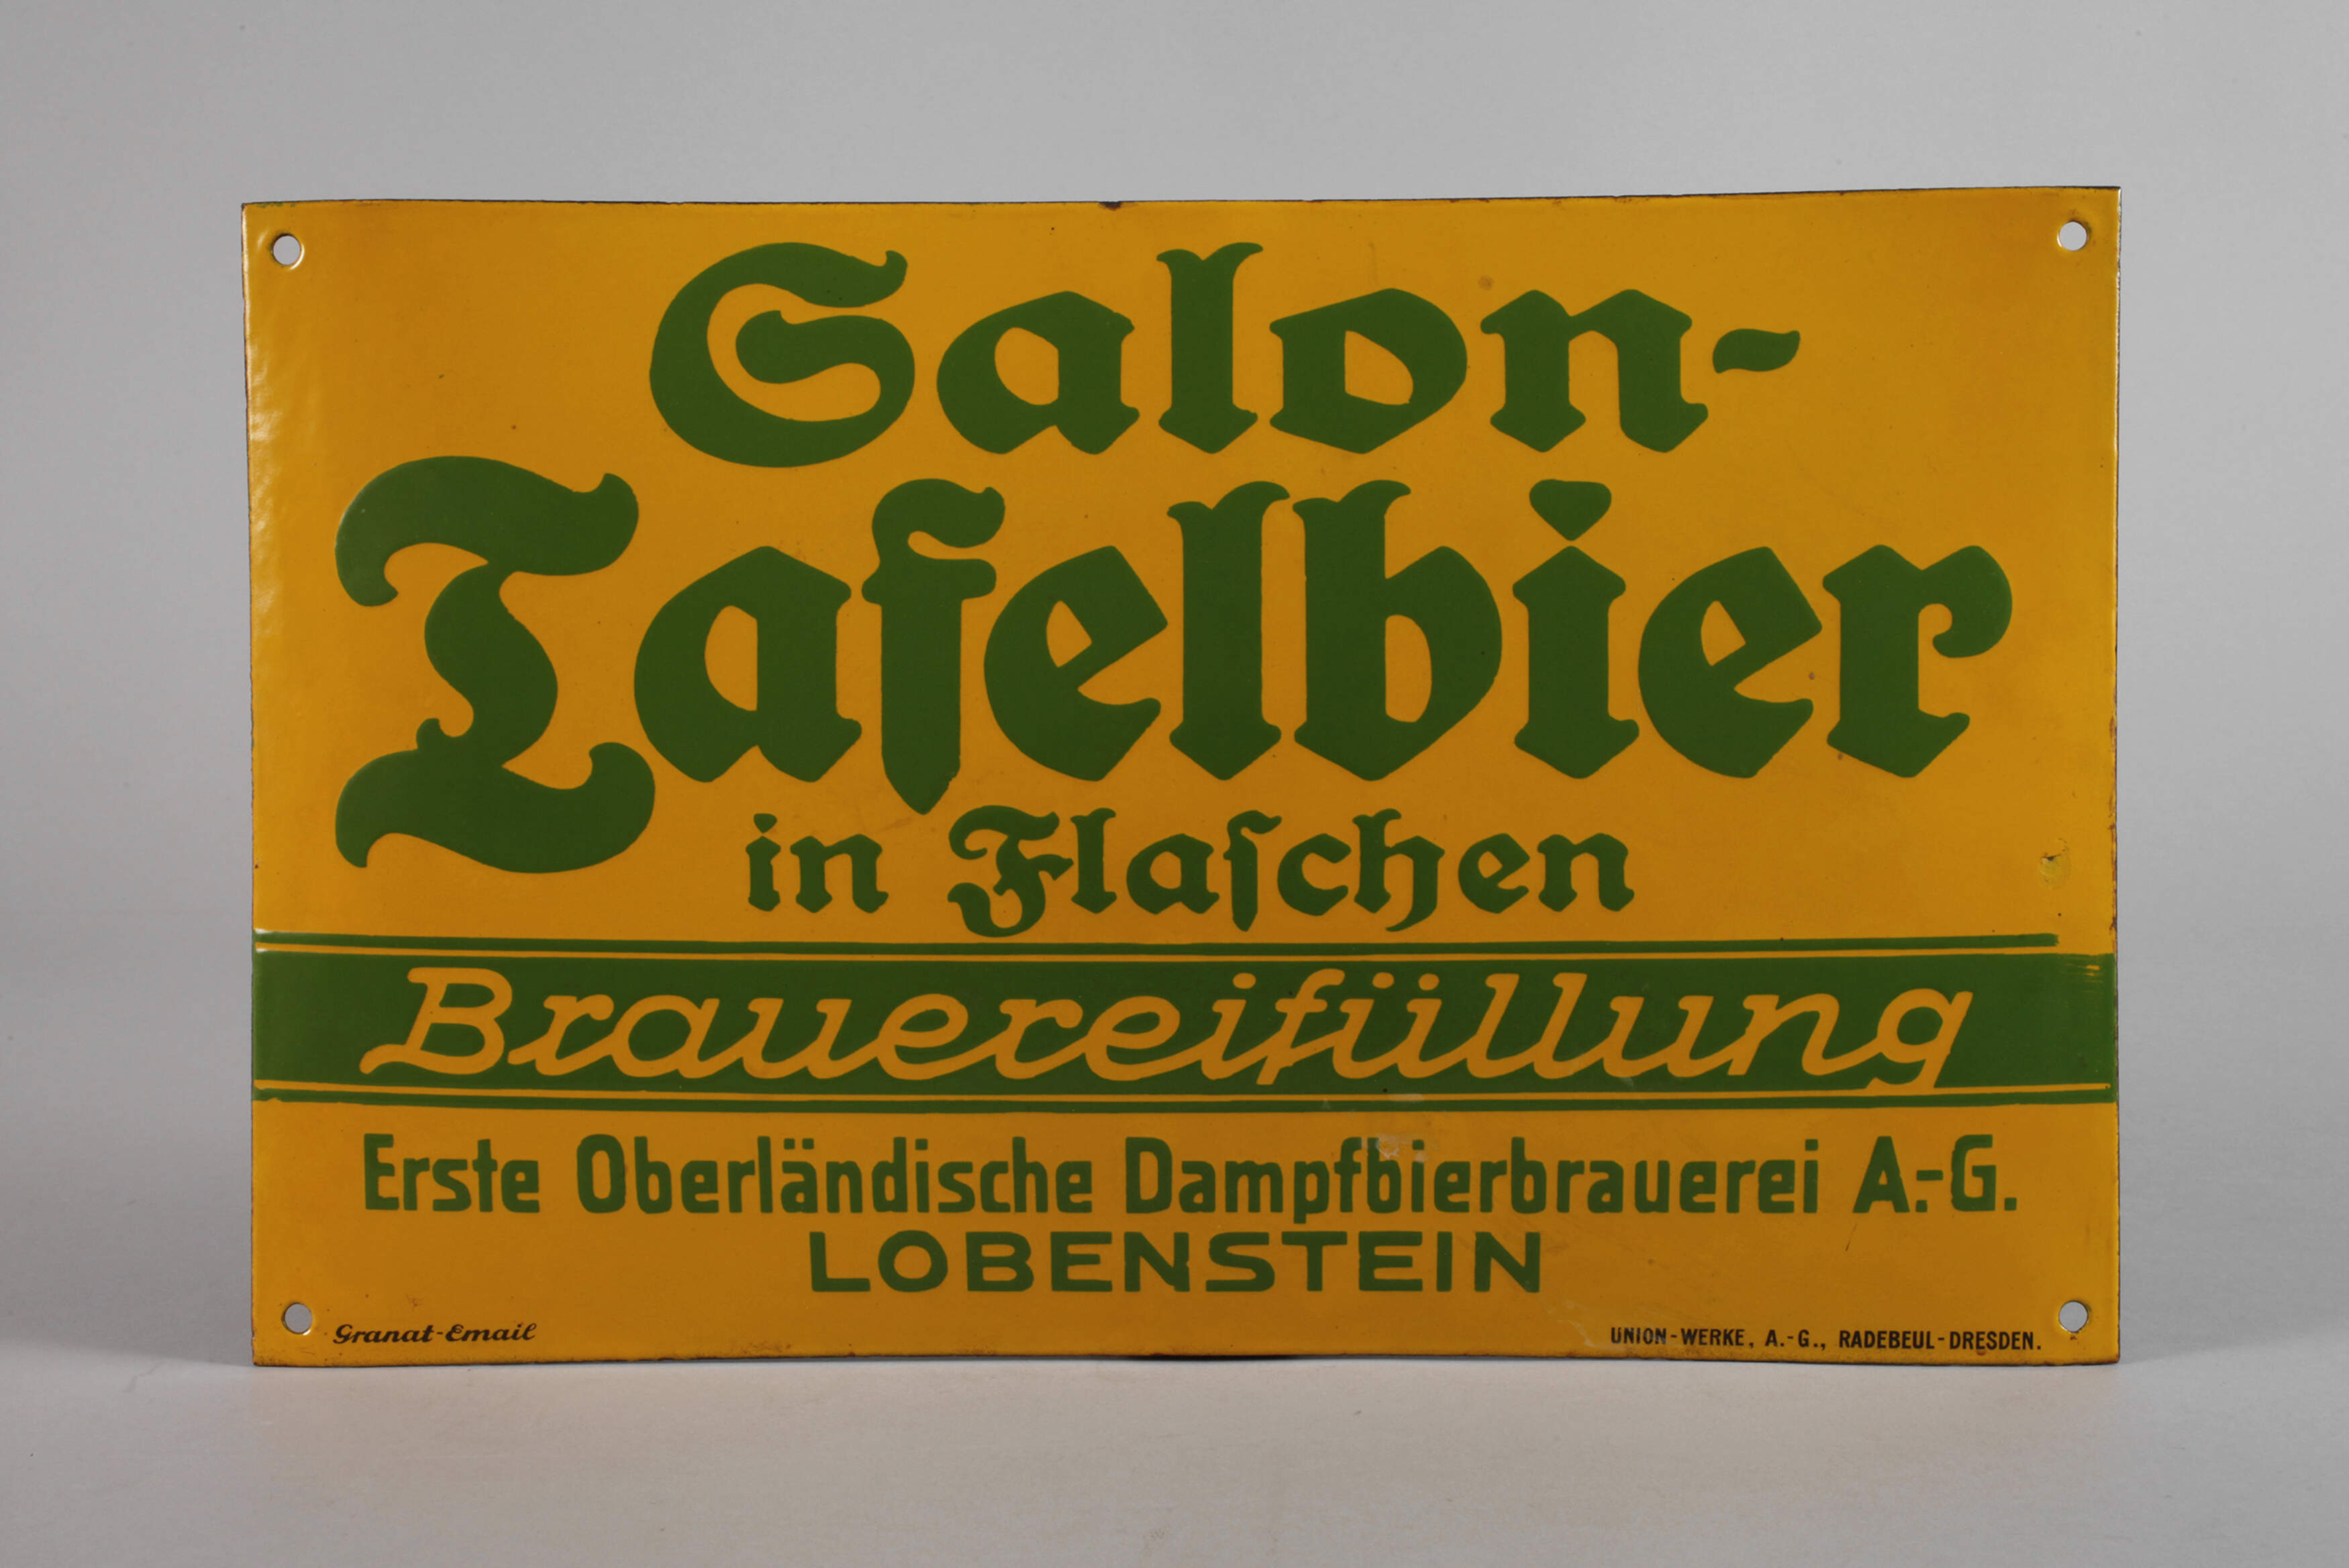 Salon-
Tafelbier
in Flaſchen
Brauereifüllung
Erste Oberländische Dampfbierbrauerei A.-G.
LOBENSTEIN
Granat-Email
UNION-WERKE, A.-G., RADEBEUL-DRESDEN.